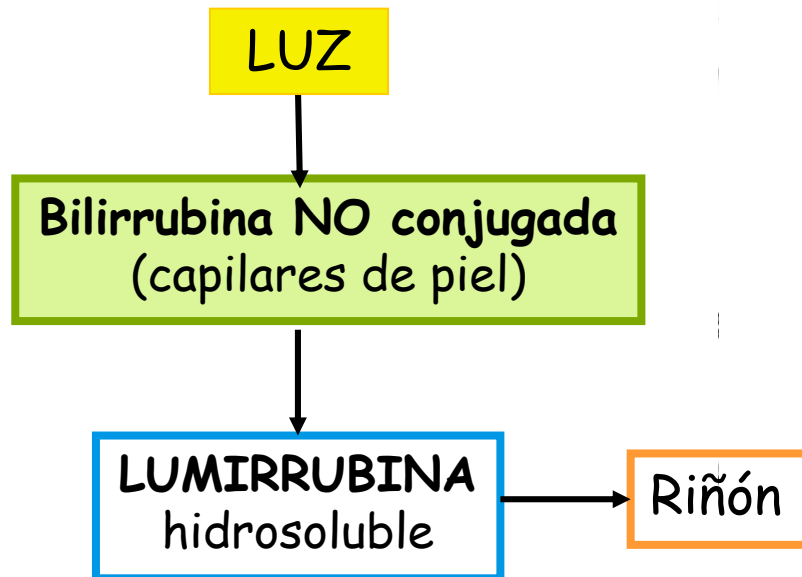 LUZ
Bilirrubina NO conjugada
(capilares de piel)
LUMIRRUBINA
hidrosoluble
Riñón